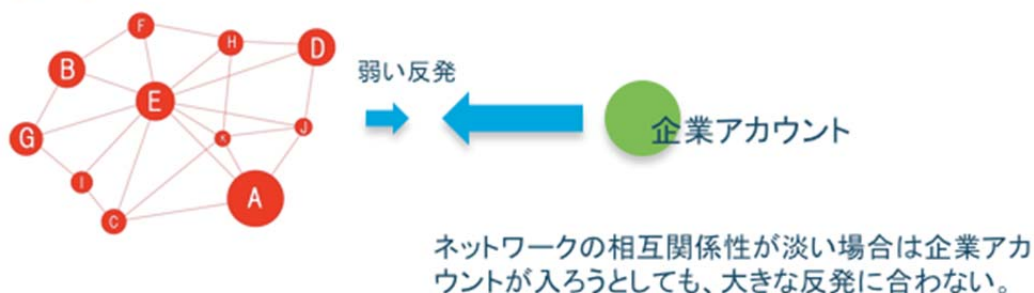 F
H
D
B
弱い反発
E
G
K
J
企業アカウント
I
A
C
ネットワークの相互関係性が淡い場合は企業アカ
ウントが入ろうとしても、大きな反発に合わない。